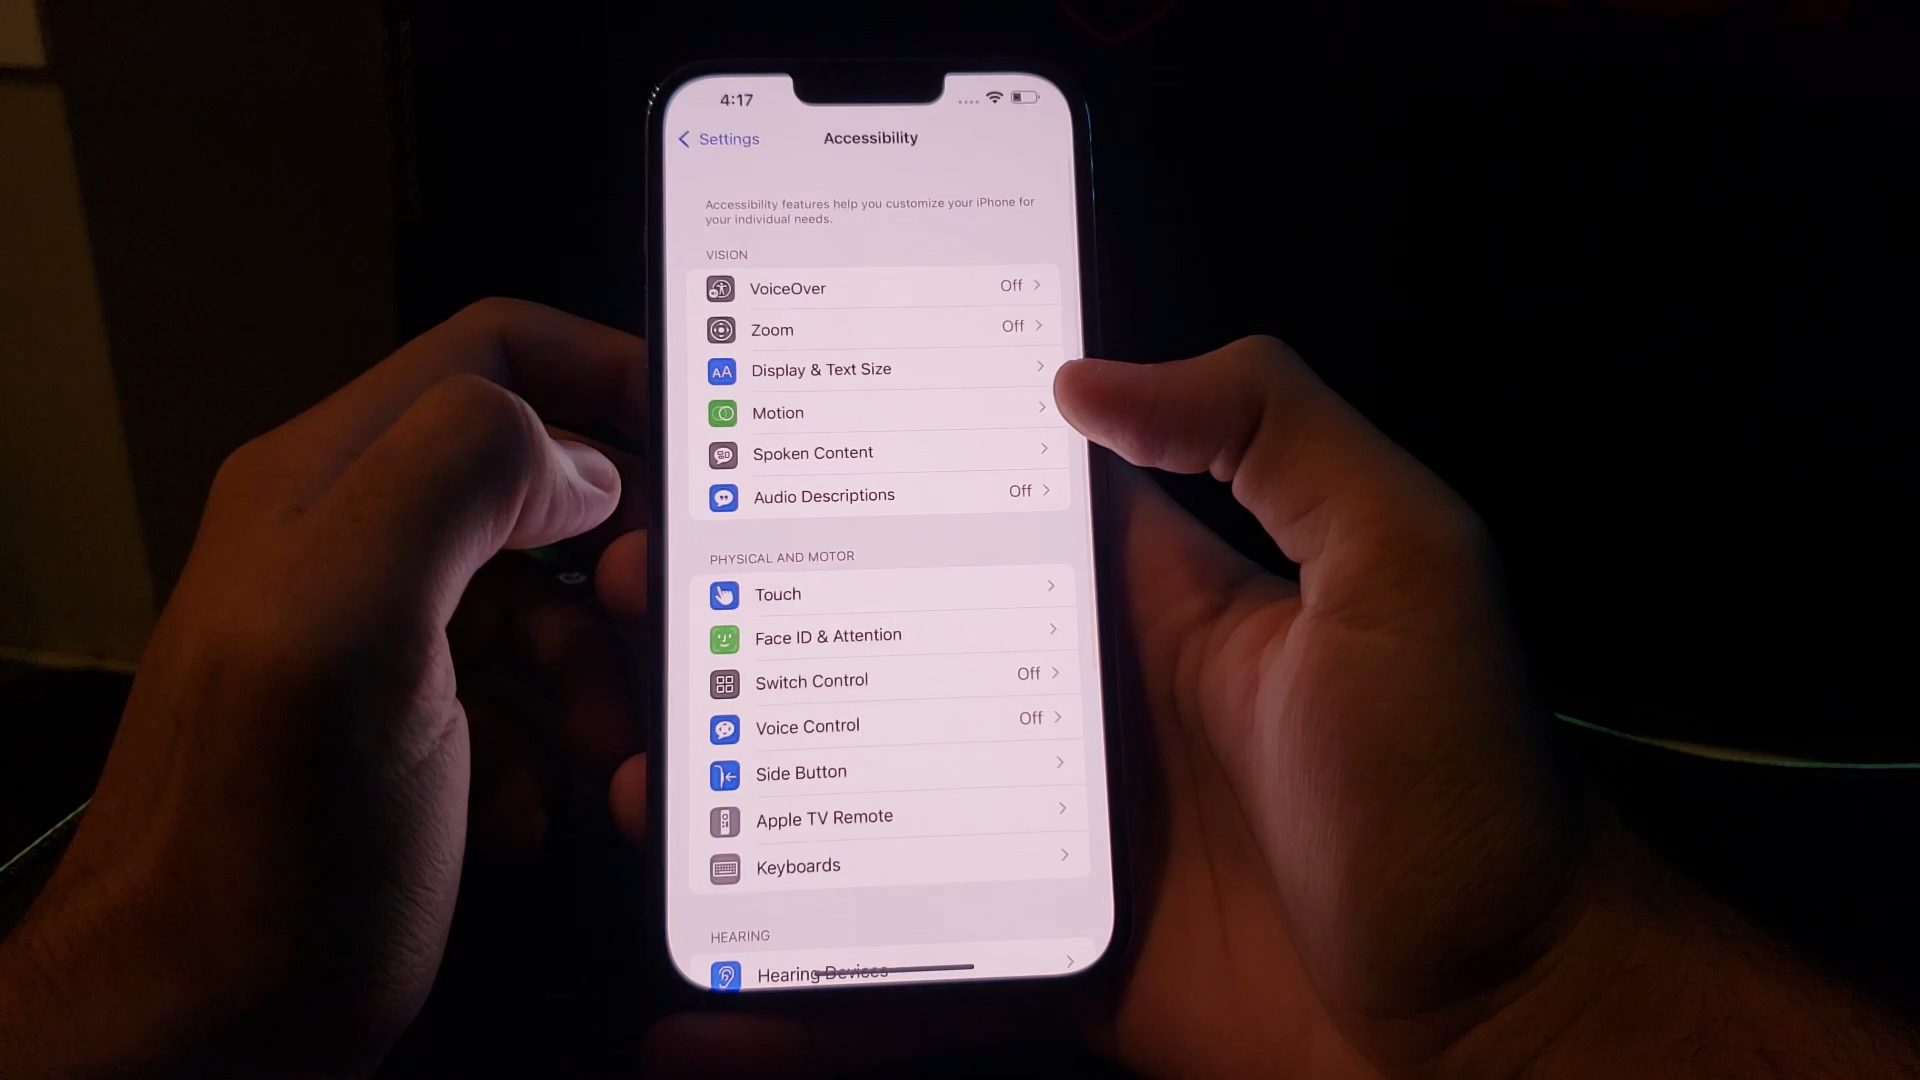 4:17
Settings
Accessibility
Accessibility features help you customize your iPhone for
your individual needs.
VISION
VoiceOver Off
Zoom Off
AA Display & Text Size
Motion
Spoken Content
Audio Descriptions Off
PHYSICAL AND MOTOR
Touch
Face ID & Attention
Switch Control Off
Voice Control Off
Side Button
Apple TV Remote
Keyboards
HEARING
Hearing Devices